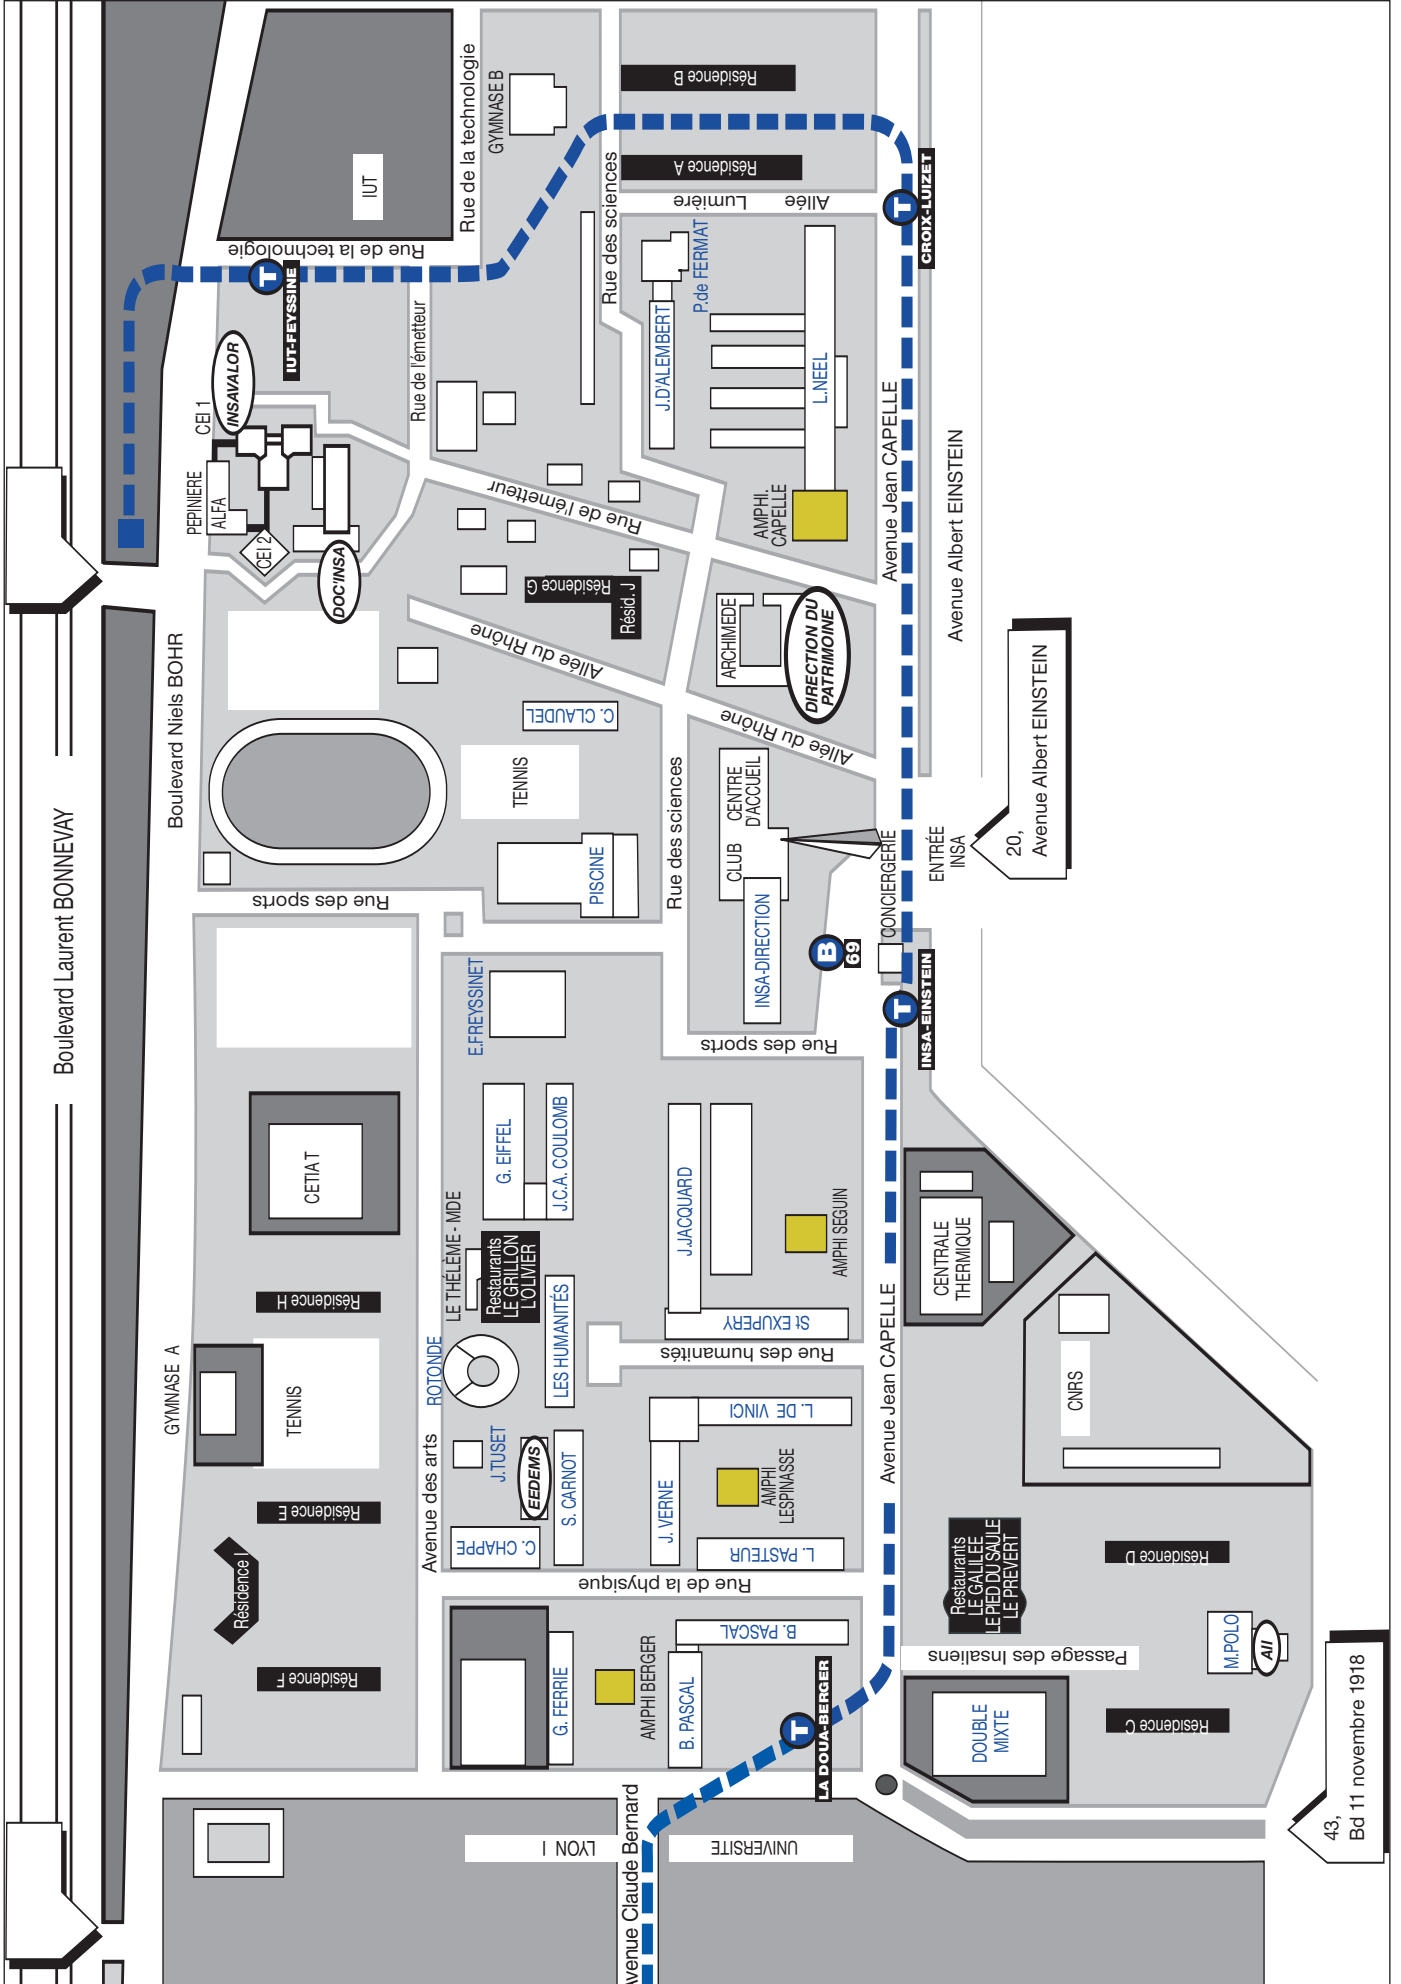 Boulevard Laurent BONNEVAY
Boulevard Niels BOHR
IUT
Rue de la technologie
Rue de la technologie
GYMNASE B
Résidence B
Résidence A
Allée Lumière
T
CROIX-LUIZET
T
IUT-FEYSSINE
INSAVALOR
CEI 1
PEPINIERE
ALFA
CEI 2
DOC'INSA
Rue de l'émetteur
Rue de l'émetteur
Rue des sciences
J.D'ALEMBERT
P.de FERMAT
L.NEEL
AMPHI.
CAPELLE
Avenue Jean CAPELLE
Avenue Albert EINSTEIN
Résidence G
Résid. J
Allée du Rhône
Allée du Rhône
ARCHIMEDE
DIRECTION DU
PATRIMOINE
C. CLAUDEL
TENNIS
PISCINE
Rue des sciences
Rue des sports
CLUB
CENTRE
D'ACCUEIL
INSA-DIRECTION
CONCIERGERIE
ENTRÉE
INSA
20,
Avenue Albert EINSTEIN
B
69
T
INSA-EINSTEIN
Rue des sports
E.FREYSSINET
G. EIFFEL
J.C.A. COULOMB
CETIAT
LE THÉLÈME - MDE
Restaurants
LE GRILLON
L'OLIVIER
J.JACQUARD
AMPHI SEGUIN
St EXUPERY
CENTRALE
THERMIQUE
Résidence H
GYMNASE A
TENNIS
ROTONDE
LES HUMANITÉS
Rue des humanités
Avenue Jean CAPELLE
CNRS
Avenue des arts
J.TUSET
EEDEMS
S. CARNOT
C. CHAPPE
L. DE VINCI
J. VERNE
AMPHI
LESPINASSE
L. PASTEUR
Résidence E
Résidence I
Résidence F
Rue de la physique
G. FERRIE
AMPHI BERGER
B. PASCAL
B. PASCAL
T
LA DOUA-BERGER
Restaurants
LE GALILEE
LE PIED DU SAULE
LE PREVERT
Résidence D
Passage des Insaliens
M.POLO
AII
Résidence C
DOUBLE
MIXTE
43,
Bd 11 novembre 1918
Avenue Claude Bernard
UNIVERSITE
LYON I